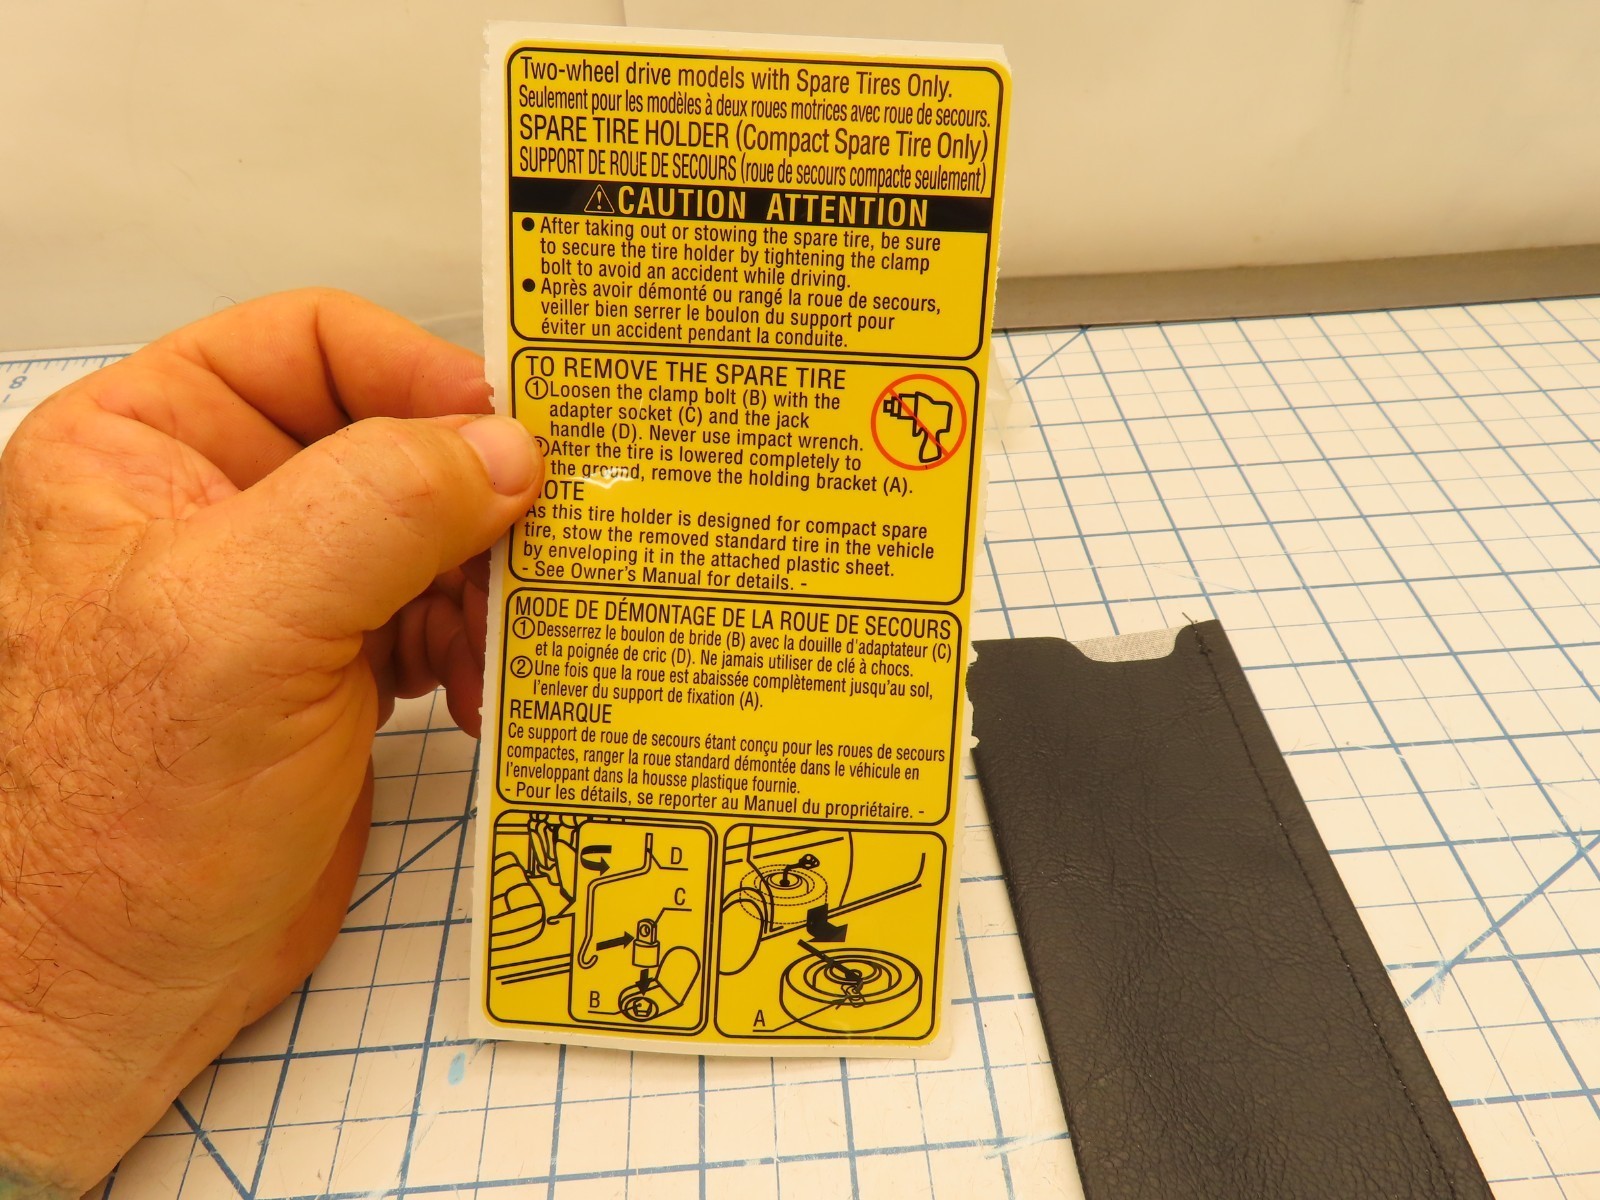 Two-wheel drive models with Spare Tires Only.
Seulement pour les modèles à deux roues motrices avec roue de secours.
SPARE TIRE HOLDER (Compact Spare Tire Only)
SUPPORT DE ROUE DE SECOURS (roue de secours compacte seulement)
CAUTION ATTENTION
● After taking out or stowing the spare tire, be sure
to secure the tire holder by tightening the clamp
bolt to avoid an accident while driving.
● Après avoir démonté ou rangé la roue de secours,
veiller bien serrer le boulon du support pour
éviter un accident pendant la conduite.
TO REMOVE THE SPARE TIRE
①Loosen the clamp bolt (B) with the
adapter socket (C) and the jack
handle (D). Never use impact wrench.
After the tire is lowered completely to
the ground, remove the holding bracket (A).
OTE
As this tire holder is designed for compact spare
tire, stow the removed standard tire in the vehicle
by enveloping it in the attached plastic sheet.
- See Owner's Manual for details. -
MODE DE DÉMONTAGE DE LA ROUE DE SECOURS
①Desserrez le boulon de bride (B) avec la douille d'adaptateur (C)
et la poignée de cric (D). Ne jamais utiliser de clé à chocs.
②Une fois que la roue est abaissée complètement jusqu'au sol,
l'enlever du support de fixation (A).
REMARQUE
Ce support de roue de secours étant conçu pour les roues de secours
compactes, ranger la roue standard démontée dans le véhicule en
l'enveloppant dans la housse plastique fournie.
- Pour les détails, se reporter au Manuel du propriétaire. -
D
C
B
A
8